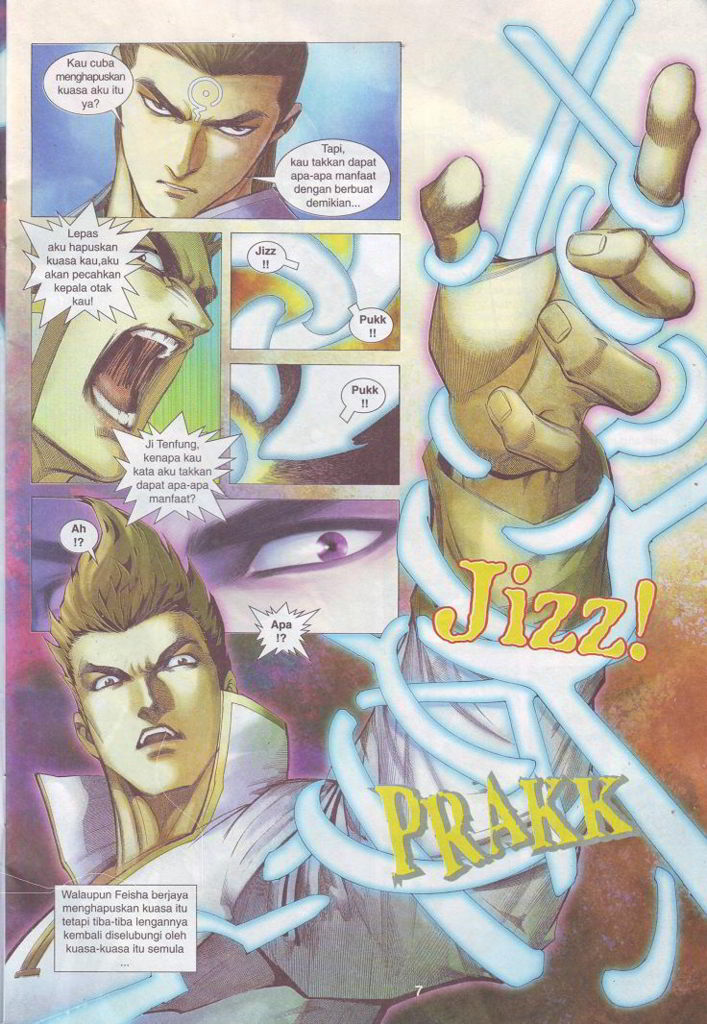 Kau cuba
menghapuskan
kuasa aku itu
ya?
Tapi,
kau takkan dapat
apa-apa manfaat
dengan berbuat
demikian...
Lepas
aku hapuskan
kuasa kau,aku
akan pecahkan
kepala otak
kau!
Jizz
!!
Pukk
!!
Pukk
!!
Ji Tenfung,
kenapa kau
kata aku takkan
dapat apa-apa
manfaat?
Ah
!?
Apa
!?
Jizz!
PRAKK
Walaupun Feisha berjaya
menghapuskan kuasa itu
tetapi tiba-tiba lengannya
kembali diselubungi oleh
kuasa-kuasa itu semula
...
7